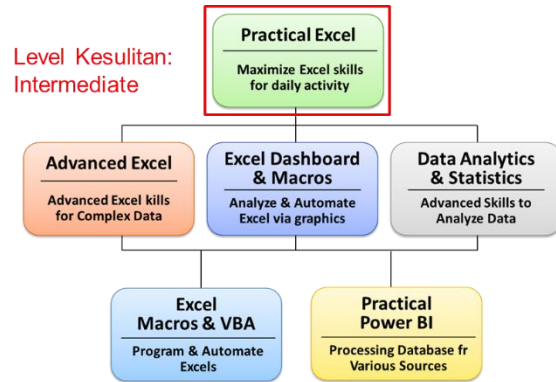 Level Kesulitan:
Intermediate
Practical Excel
Maximize Excel skills
for daily activity
Advanced Excel
Advanced Excel kills
for Complex Data
Excel Dashboard
& Macros
Analyze & Automate
Excel via graphics
Data Analytics
& Statistics
Advanced Skills to
Analyze Data
Excel
Macros & VBA
Program & Automate
Excels
Practical
Power BI
Processing Database fr
Various Sources